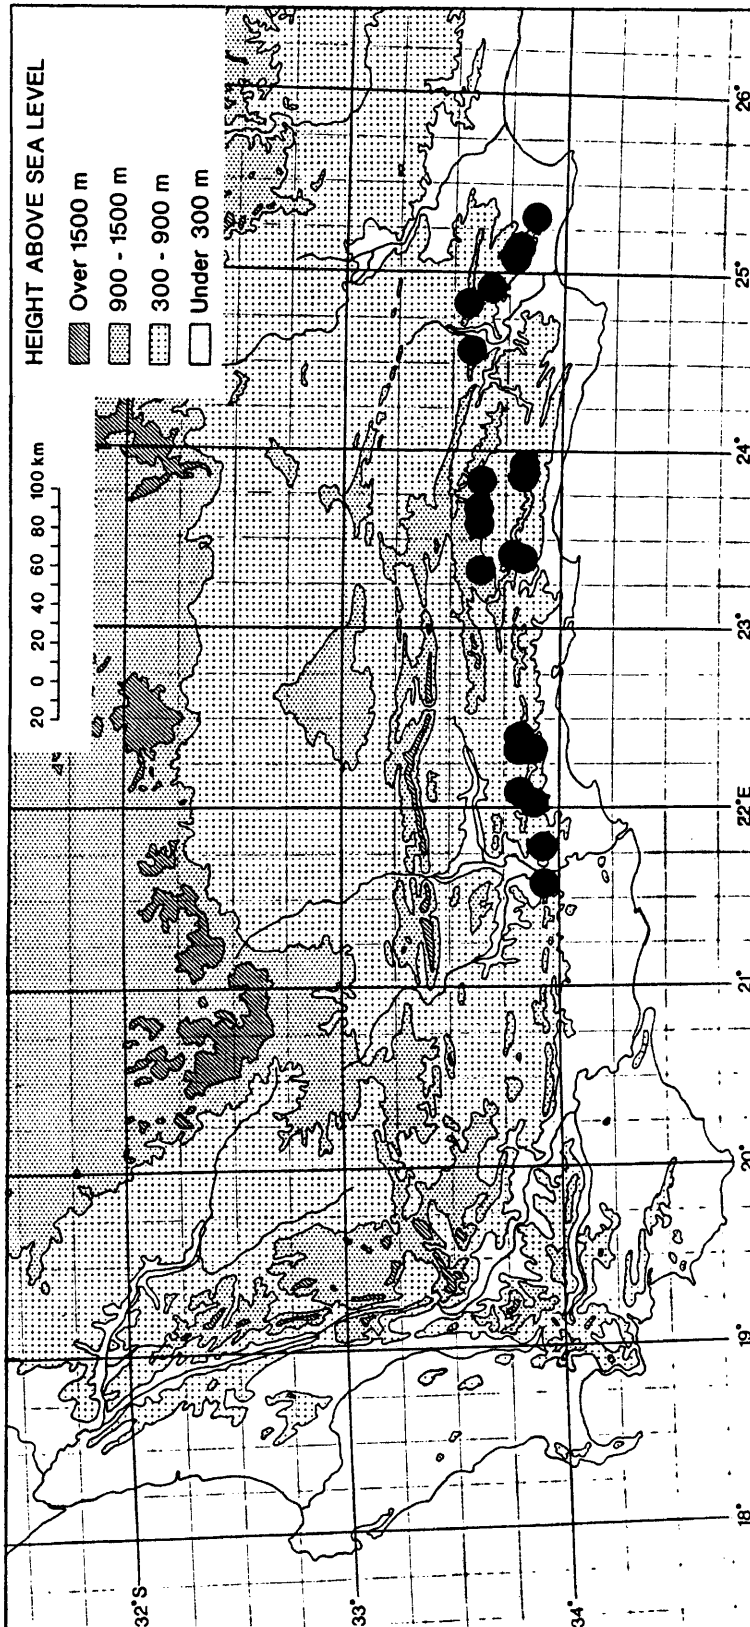 HEIGHT ABOVE SEA LEVEL
Over 1500 m
900 - 1500 m
300 - 900 m
Under 300 m
20 0 20 40 60 80 100 km
32°S
33°
34°
18°
19°
20°
21°
22°E
23°
24°
25°
26°